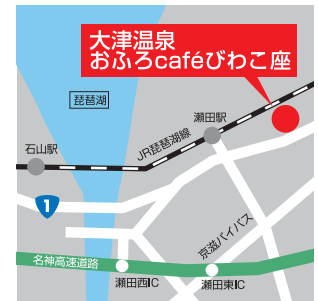 大津温泉
おふろcaféびわこ座
琵琶湖
瀬田駅
石山駅
JR琵琶湖線
1
京滋バイパス
名神高速道路
瀬田西IC
瀬田東IC